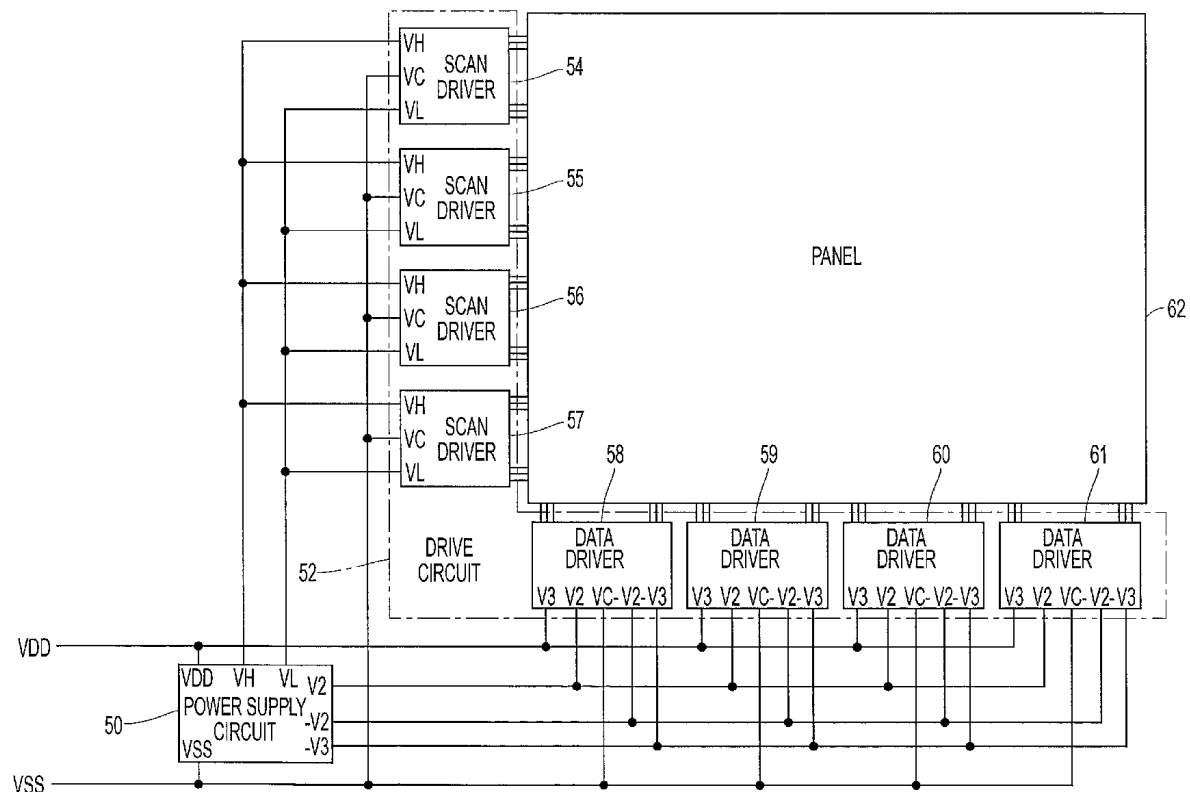 VH
VC
VL
SCAN
DRIVER
54
VH
VC
VL
SCAN
DRIVER
55
VH
VC
VL
SCAN
DRIVER
56
VH
VC
VL
SCAN
DRIVER
57
PANEL
62
58
59
60
61
52
DRIVE
CIRCUIT
DATA
DRIVER
V3 V2 VC- V2- V3
DATA
DRIVER
V3 V2 VC- V2- V3
DATA
DRIVER
V3 V2 VC- V2- V3
DATA
DRIVER
V3 V2 VC- V2- V3
VDD
VDD VH VL V2
POWER SUPPLY
CIRCUIT
-V2
-V3
VSS
50
VSS